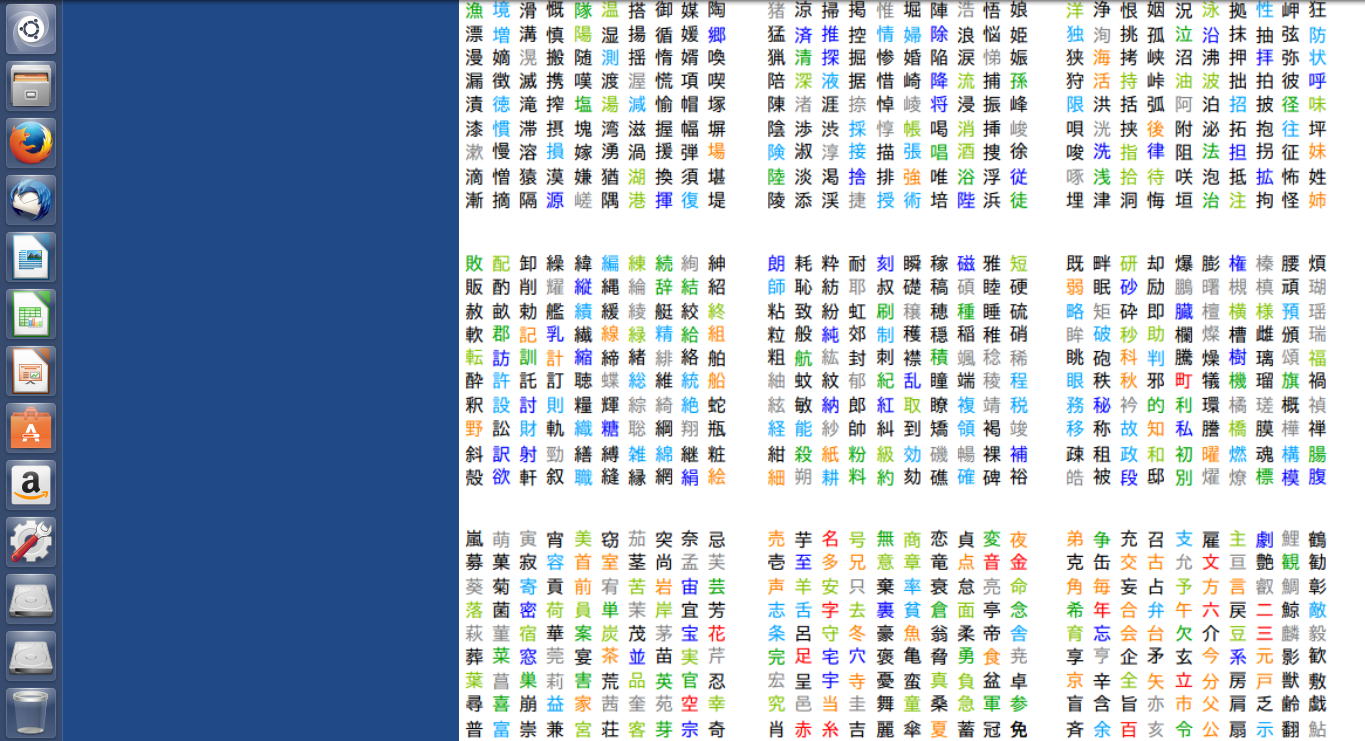 漁境滑慨隊温搭御媒陶 猪涼掃掲惟堀陣浩悟娘 洋浄恨姻況泳拠性岬狂
漂増溝慎陽湿揚循媛郷 猛済推控情婦除浪悩姫 独洵挑孤泣沿抹抽弦防
漫嫡滉搬随測揺惰婿喚 猟清探掘惨婚陥涙悌娠 狭海拷峡沼沸押拝弥状
漏徴滅携嘆渡渥慌項喫 陪深液据惜崎降流捕孫 狩活持峠油波拙拍彼呼
漬徳滝搾塩湯減愉帽塚 陳渚涯捺悼崚将浸振峰 限洪括弧阿泊招披径味
漆慣滞摂塊湾滋握幅塀 陰渉渋採惇帳喝消挿峻 唄洸挟後附泌拓抱往坪
漱慢溶損嫁湧渦援弾場 険淑淳接描張唱酒捜徐 唆洗指律阻法担拐征妹
滴憎猿漠嫌猶湖換須堪 陸淡渇捨排強唯浴浮従 啄浅拾待咲泡抵拡怖姓
漸摘隔源嵯隅港揮復堤 陵添渓捷授術培陛浜徒 埋津洞悔垣治注拘怪姉
敗配卸繰緯編練続絢紳 朗耗粋耐刻瞬稼磁雅短 既畔研却爆膨権榛腰煩
販酌削耀縦縄綸辞結紹 師恥紡耶叔礎稿碩睦硬 弱眠砂励鵬曙槻槙頑瑚
赦畝勅艦績緩綾艇絞終 粘致紛虹刷穣穂種睡硫 略矩砕即臓檀横様預瑶
軟郡記乳繊線緑精給組 粒般純郊制穫穏稲稚硝 眸破秒助欄燦槽雌頒瑞
転訪訓計縮締緒緋絡舶 粗航紘封刺襟積颯稔稀 眺砲科判騰燥樹璃頌福
酔許託訂聴蝶総維統船 紬蚊紋郁紀乱瞳端稜程 眼秩秋邪町犠機瑠旗禍
釈設討則糧輝綜綺絶蛇 絃敏納郎紅取瞭複靖税 務秘衿的利環橘瑳概禎
野訟財軌織糖聡綱翔瓶 経能紗帥糾到矯領褐竣 移称故知私謄橋膜樺禅
斜訳射勁繕縛雑綿継粧 紺殺紙粉級効磯暢裸補 疎租政和初曜燃魂構腸
殻欲軒叙職縫縁網絹絵 細朔耕料約劾礁確碑裕 皓被段邸別燿燎標模腹
嵐萌寅宵美窃茄突奈忌 売芋名号無商恋貞変夜 弟争充召支雇主劇鯉鶴
募菓寂容首室茎尚孟芙 壱至多兄意章竜点音金 克缶交古允文亘艶観勧
葵菊寄貢前宥苦岩宙芸 声羊安只棄率衰怠亮命 角毎妄占予方言叡鯛彰
落菌密荷員単茉岸宜芳 志舌字去裏貧倉面亭念 希年合弁午六戻二鯨敵
萩菫宿華案炭茂茅宝花 条呂守冬豪魚翁柔帝舎 育忘会台欠介豆三麟毅
葬菜窓莞宴茶並苗実芹 完足宅穴褒亀脅勇食尭 享亨企矛玄今系元影歓
葉菖巣莉害荒品英官忍 宏呈宇寺憂蛮真負盆卓 京辛全矢立分房戸獣敷
尋喜崩益家茜奎苑空幸 究邑当圭舞童桑急軍参 盲含旨亦市父肩乏齢戯
普富崇兼宮荘客芽宗奇 肖赤糸吉麗傘夏蓄冠免 斉余百亥令公扇示翻鮎